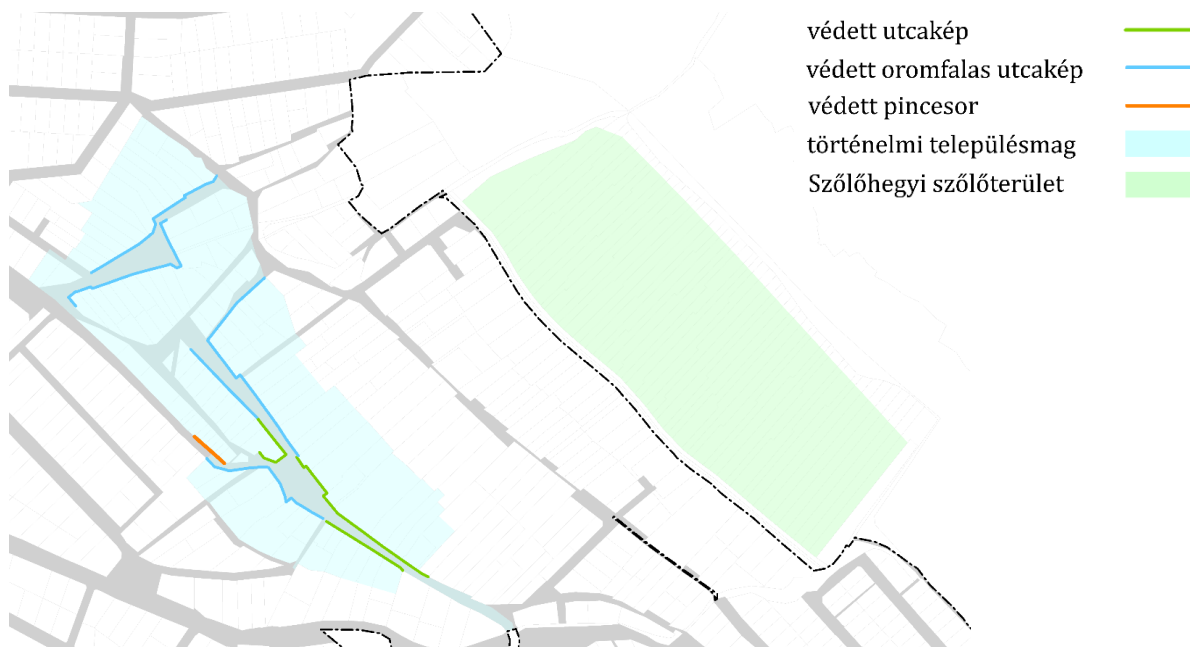 védett utcakép
védett oromfalas utcakép
védett pincesor
történelmi településmag
Szőlőhegyi szőlőterület